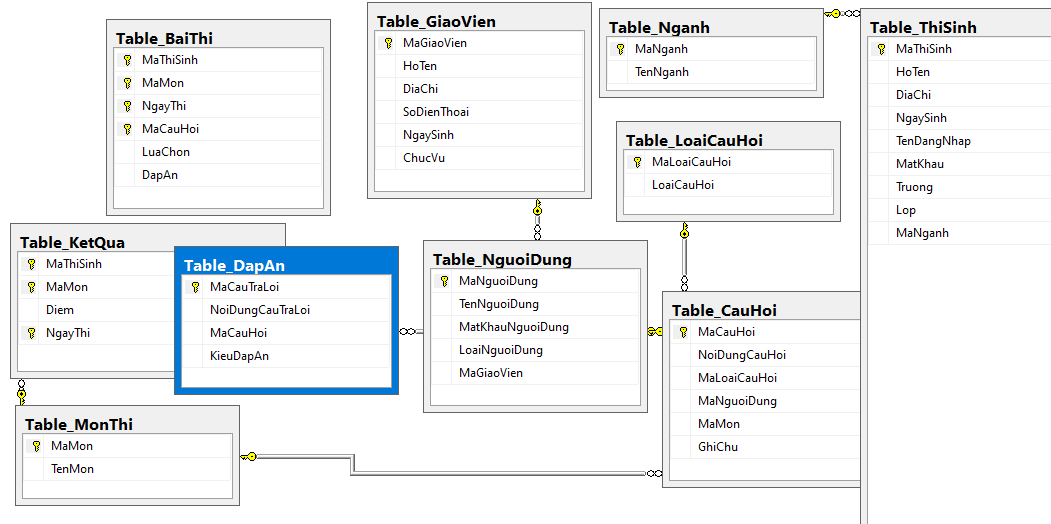 Table_BaiThi
MaThiSinh
MaMon
NgayThi
MaCauHoi
LuaChon
DapAn
Table_GiaoVien
MaGiaoVien
HoTen
DiaChi
SoDienThoai
NgaySinh
ChucVu
Table_Nganh
MaNganh
TenNganh
Table_ThiSinh
MaThiSinh
HoTen
DiaChi
NgaySinh
TenDangNhap
MatKhau
Truong
Lop
MaNganh
Table_LoaiCauHoi
MaLoaiCauHoi
LoaiCauHoi
Table_KetQua
MaThiSinh
MaMon
Diem
NgayThi
Table_DapAn
MaCauTraLoi
NoiDungCauTraLoi
MaCauHoi
KieuDapAn
Table_NguoiDung
MaNguoiDung
TenNguoiDung
MatKhauNguoiDung
LoaiNguoiDung
MaGiaoVien
Table_CauHoi
MaCauHoi
NoiDungCauHoi
MaLoaiCauHoi
MaNguoiDung
MaMon
GhiChu
Table_MonThi
MaMon
TenMon